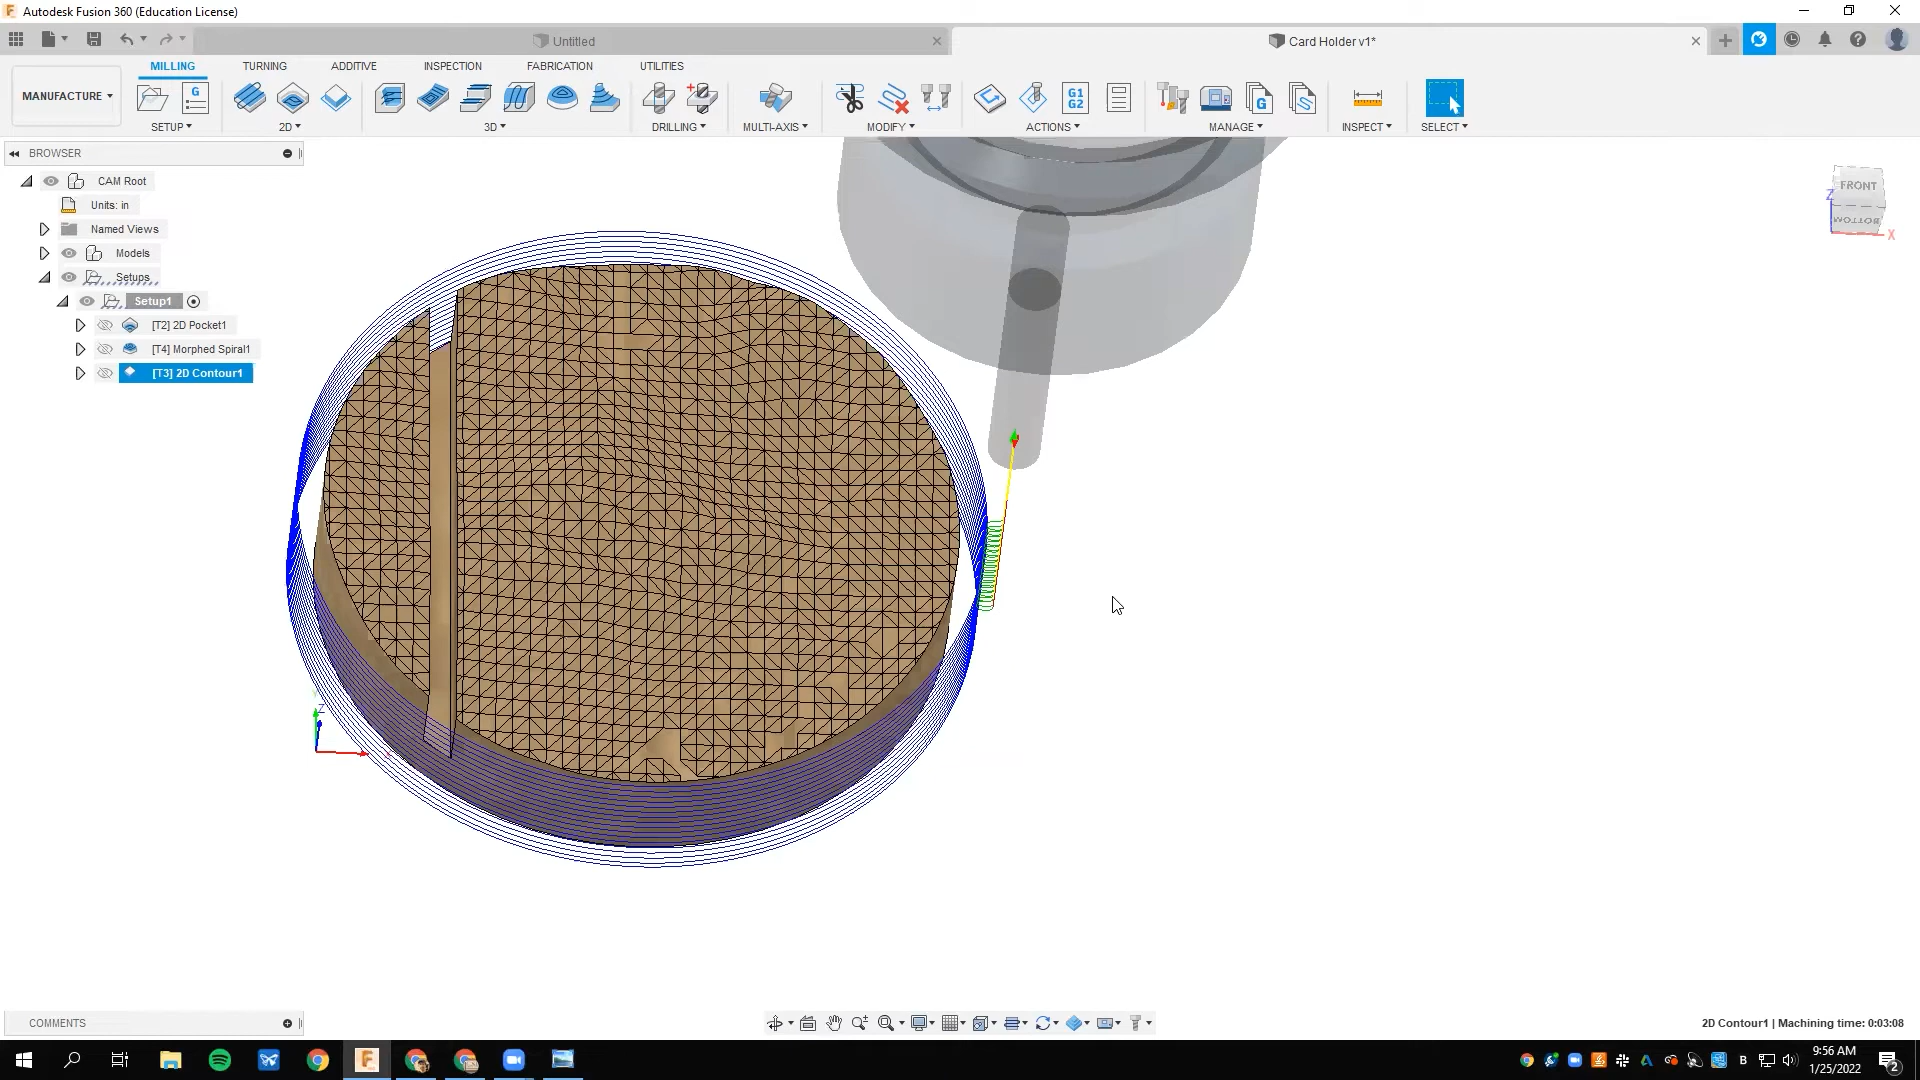 Autodesk Fusion 360 (Education License)
Untitled
Card Holder v1*
MILLING TURNING ADDITIVE INSPECTION FABRICATION UTILITIES
MANUFACTURE
G
G1
G2
G
S
SETUP 2D 3D DRILLING MULTI-AXIS MODIFY ACTIONS MANAGE INSPECT SELECT
BROWSER
CAM Root
Units: in
Named Views
Models
Setups
Setup1
[T2] 2D Pocket1
[T4] Morphed Spiral1
[T3] 2D Contour1
FRONT
BOTTOM
Z
X
Z
COMMENTS
2D Contour1 | Machining time: 0:03:08
9:56 AM
1/25/2022
2